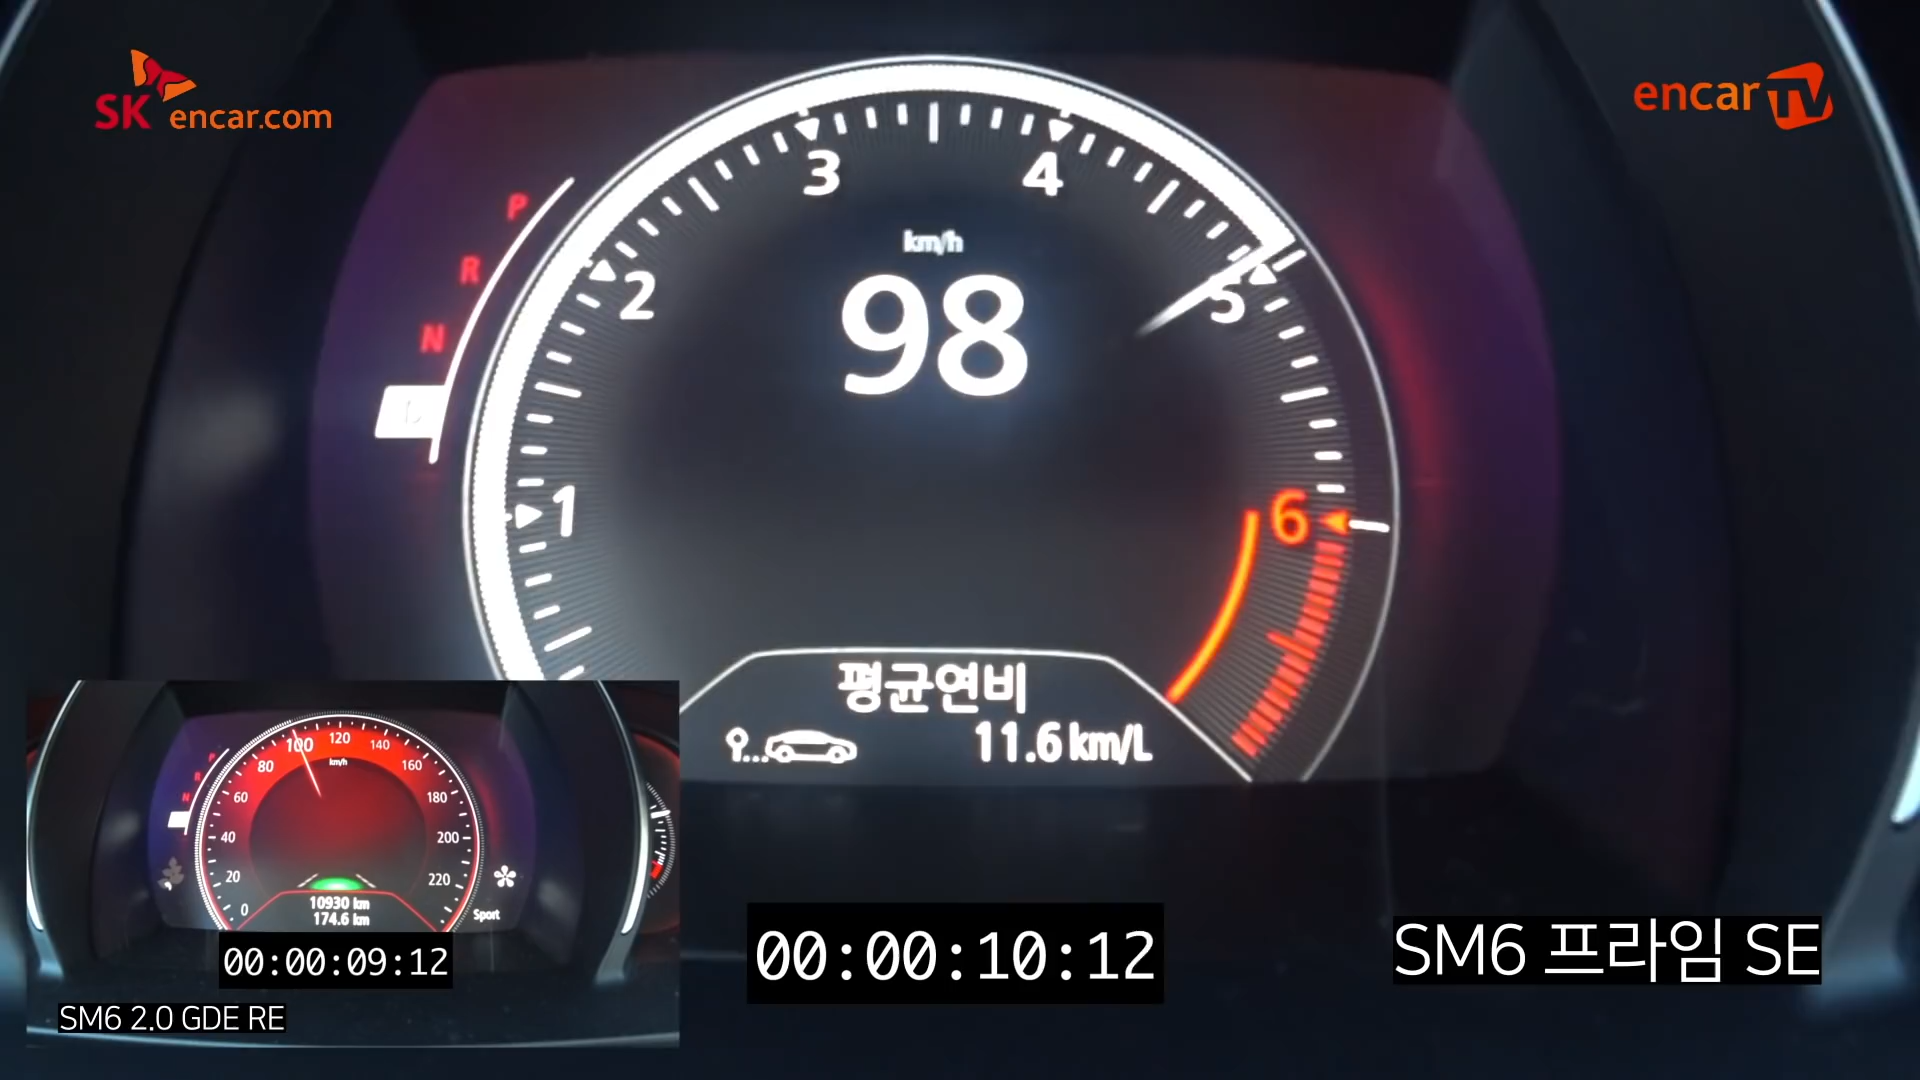 SK encar.com
encar TV
P
R
N
1
2
3
4
5
6
km/h
98
평균연비
11.6 km/L
0
20
40
60
80
100
120
140
160
180
200
220
km/h
10930 km
174.6 km
Sport
00:00:09:12
SM6 2.0 GDE RE
00:00:10:12
SM6 프라임 SE